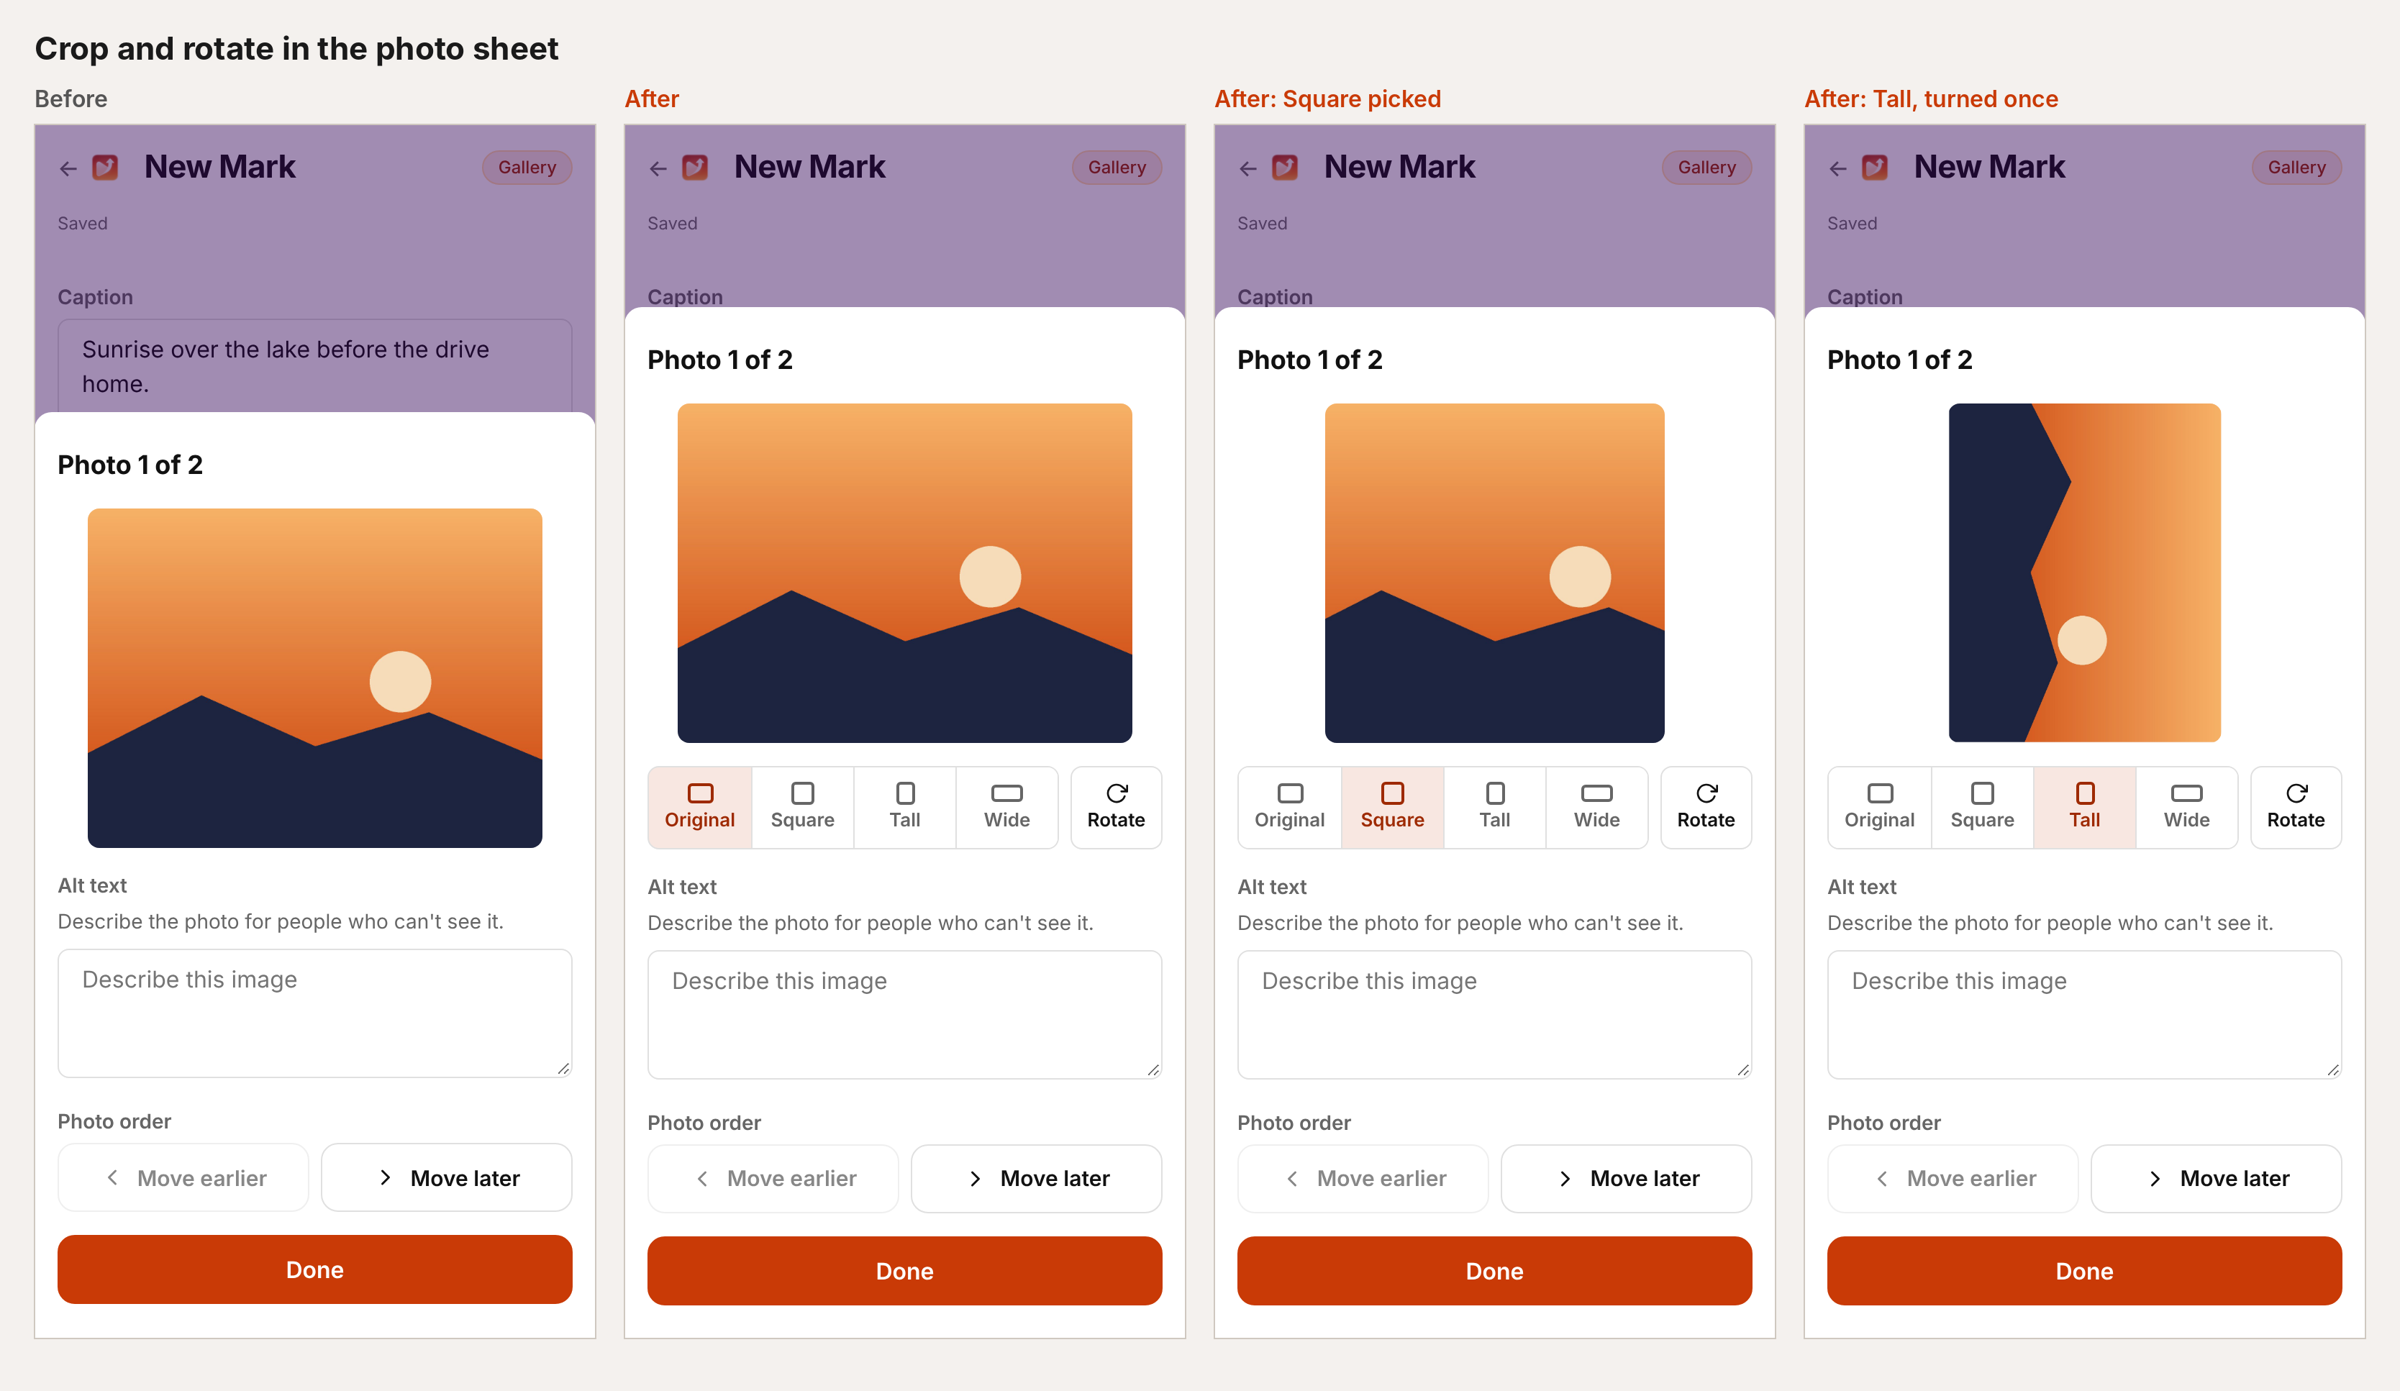 Crop and rotate in the photo sheet
Before
New Mark
Gallery
Saved
Caption
Sunrise over the lake before the drive
home.
Photo 1 of 2
Alt text
Describe the photo for people who can't see it.
Describe this image
Photo order
Move earlier
Move later
Done
After
New Mark
Gallery
Saved
Caption
Photo 1 of 2
Original
Square
Tall
Wide
Rotate
Alt text
Describe the photo for people who can't see it.
Describe this image
Photo order
Move earlier
Move later
Done
After: Square picked
New Mark
Gallery
Saved
Caption
Photo 1 of 2
Original
Square
Tall
Wide
Rotate
Alt text
Describe the photo for people who can't see it.
Describe this image
Photo order
Move earlier
Move later
Done
After: Tall, turned once
New Mark
Gallery
Saved
Caption
Photo 1 of 2
Original
Square
Tall
Wide
Rotate
Alt text
Describe the photo for people who can't see it.
Describe this image
Photo order
Move earlier
Move later
Done